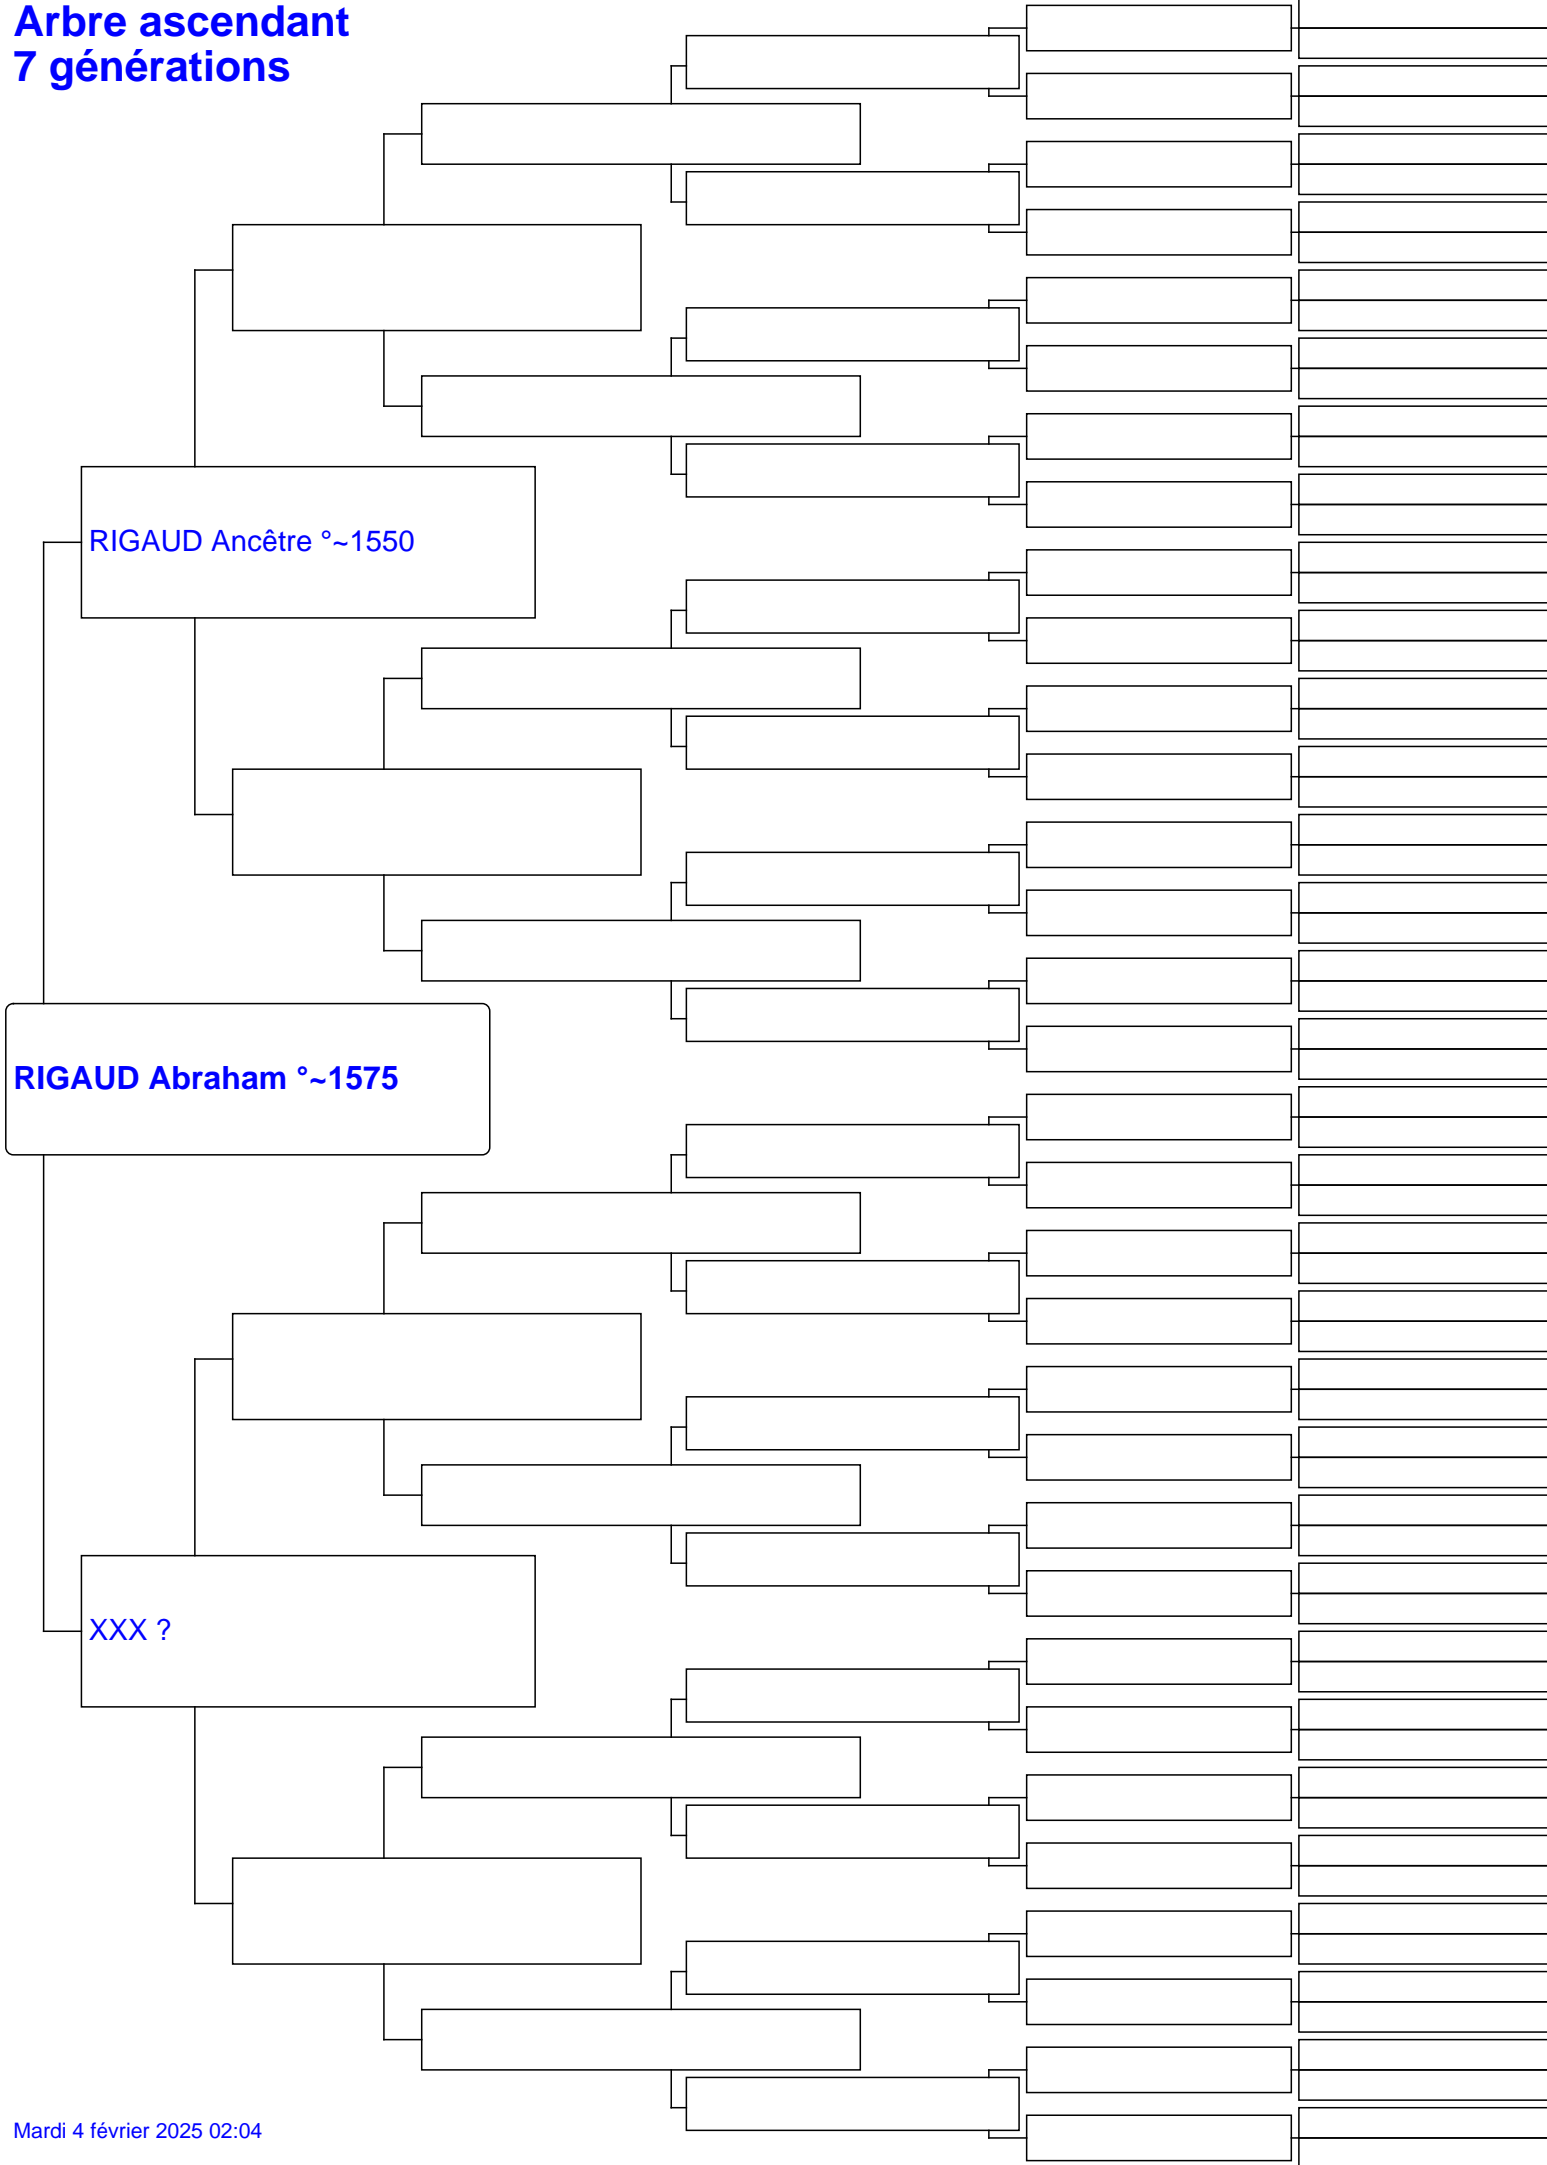 Arbre ascendant
7 générations
RIGAUD Ancêtre °~1550
RIGAUD Abraham °~1575
XXX ?
Mardi 4 février 2025 02:04